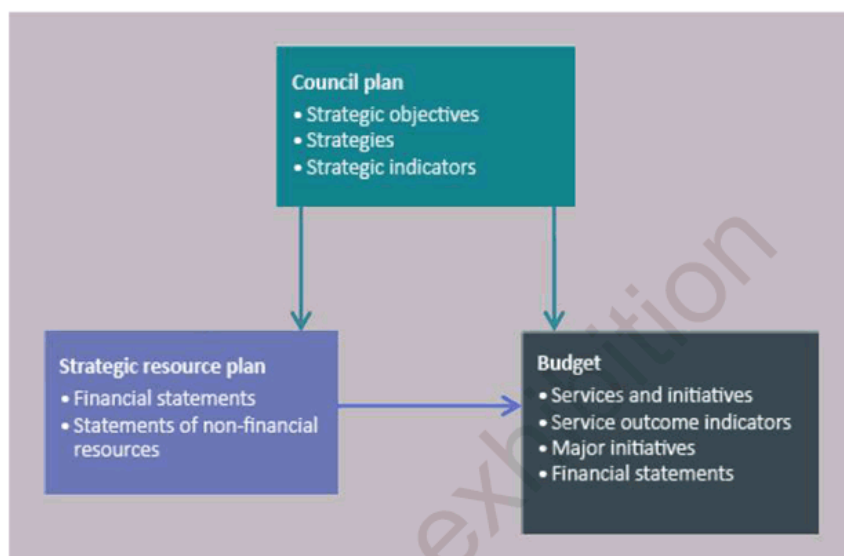 Council plan
• Strategic objectives
• Strategies
• Strategic indicators
Strategic resource plan
• Financial statements
• Statements of non-financial
resources
Budget
• Services and initiatives
• Service outcome indicators
• Major initiatives
• Financial statements
exhibition